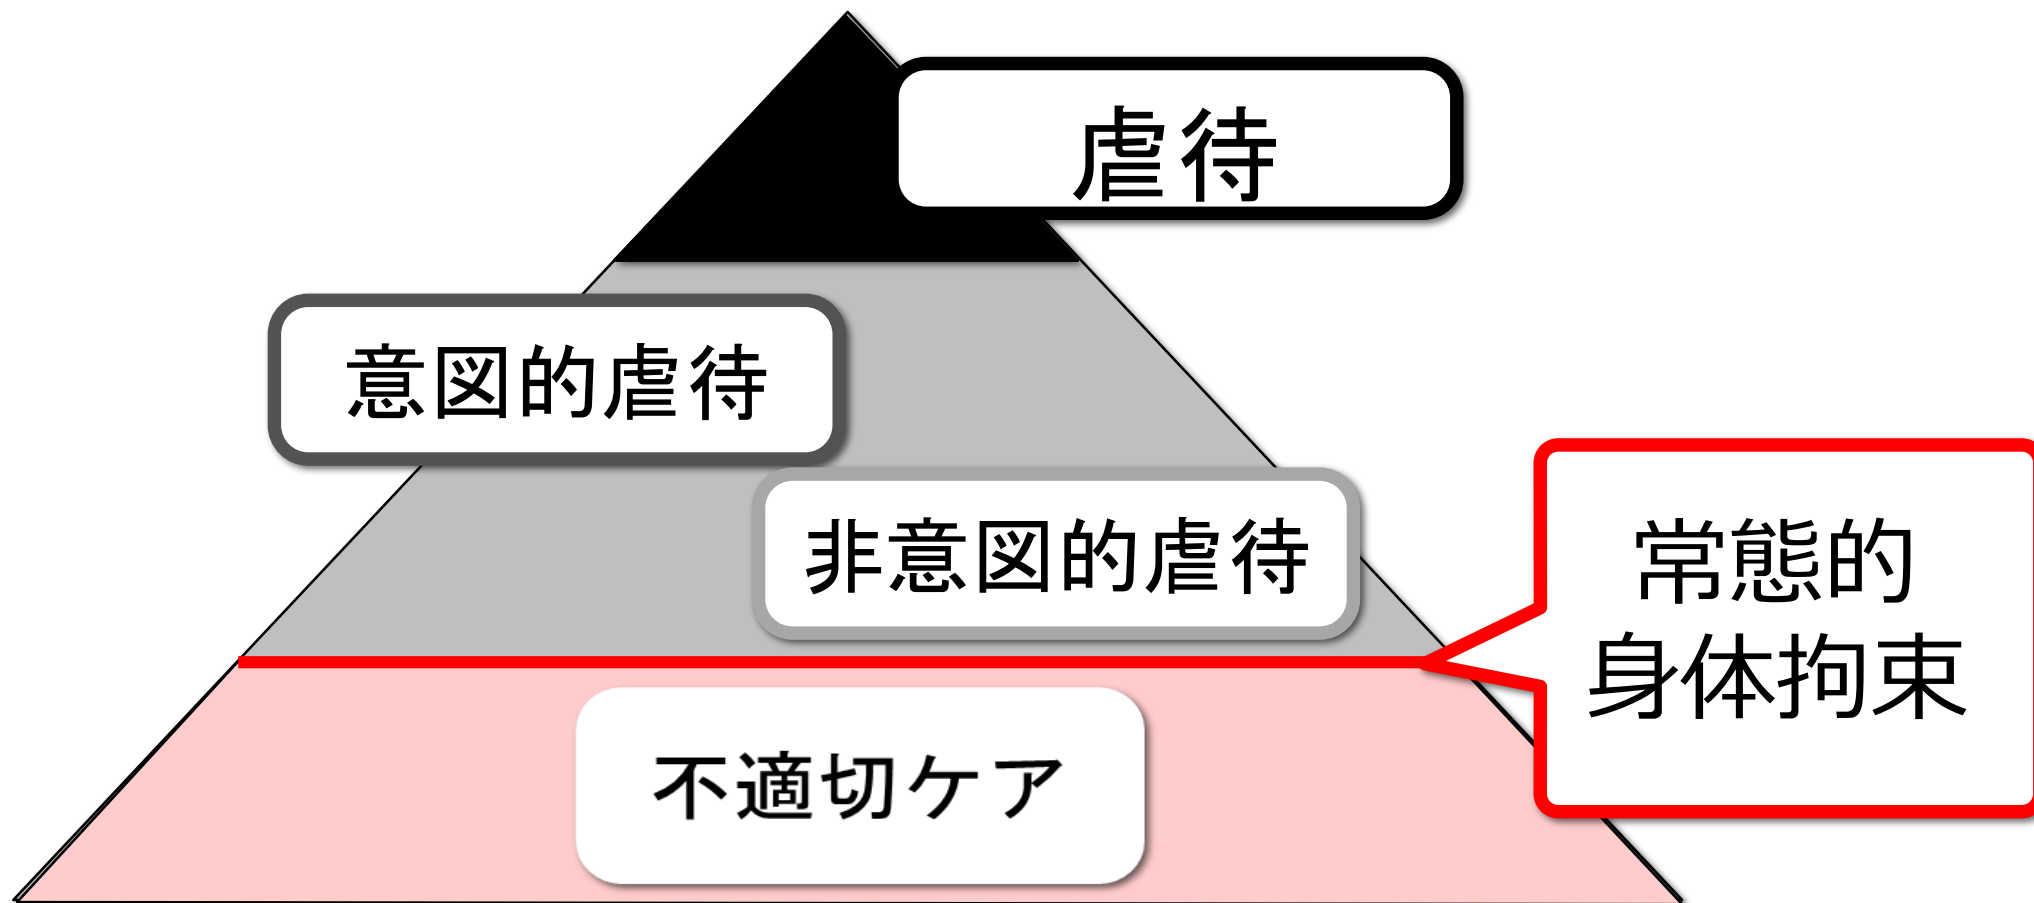 虐待
意図的虐待
非意図的虐待
常態的
身体拘束
不適切ケア